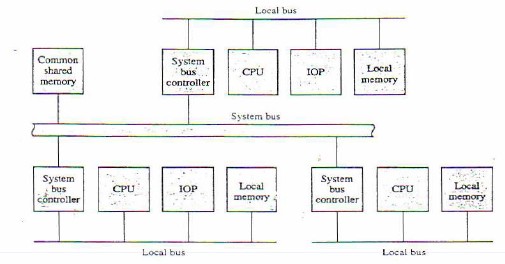 Local bus
Common
shared
memory
System
bus
controller
CPU
IOP
Local
memory
System bus
System
bus
controller
CPU
IOP
Local
memory
System
bus
controller
CPU
Local
memory
Local bus
Local bus